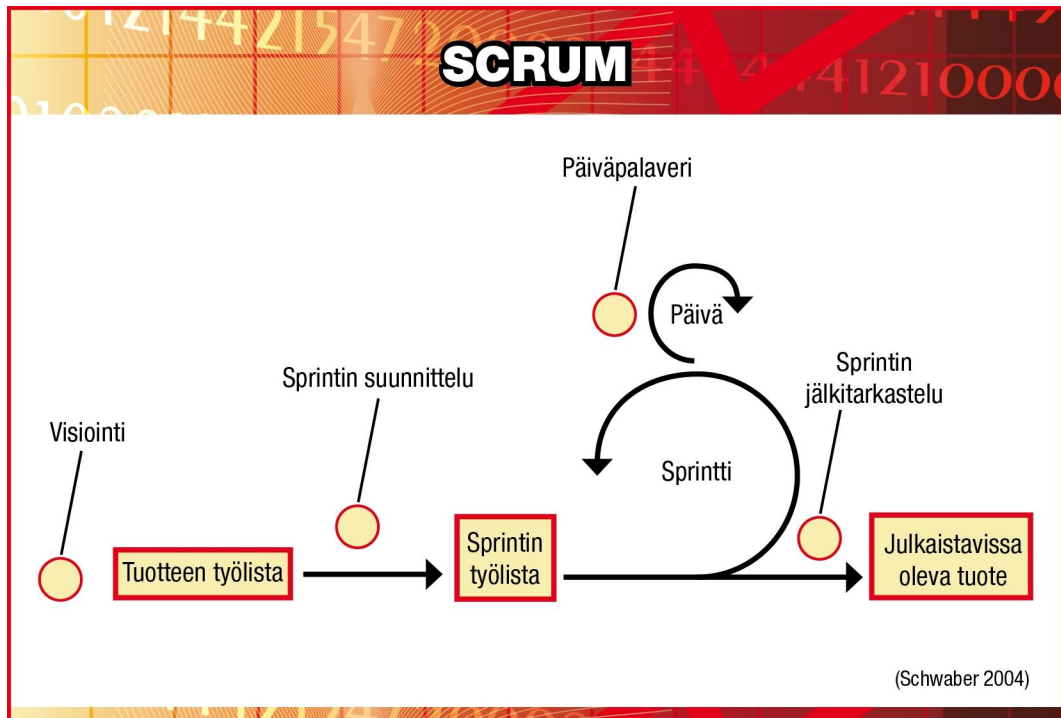 SCRUM
Päiväpalaveri
Päivä
Sprintin suunnittelu
Sprintin
jälkitarkastelu
Visiointi
Sprintti
Tuotteen työlista
Sprintin
työlista
Julkaistavissa
oleva tuote
(Schwaber 2004)